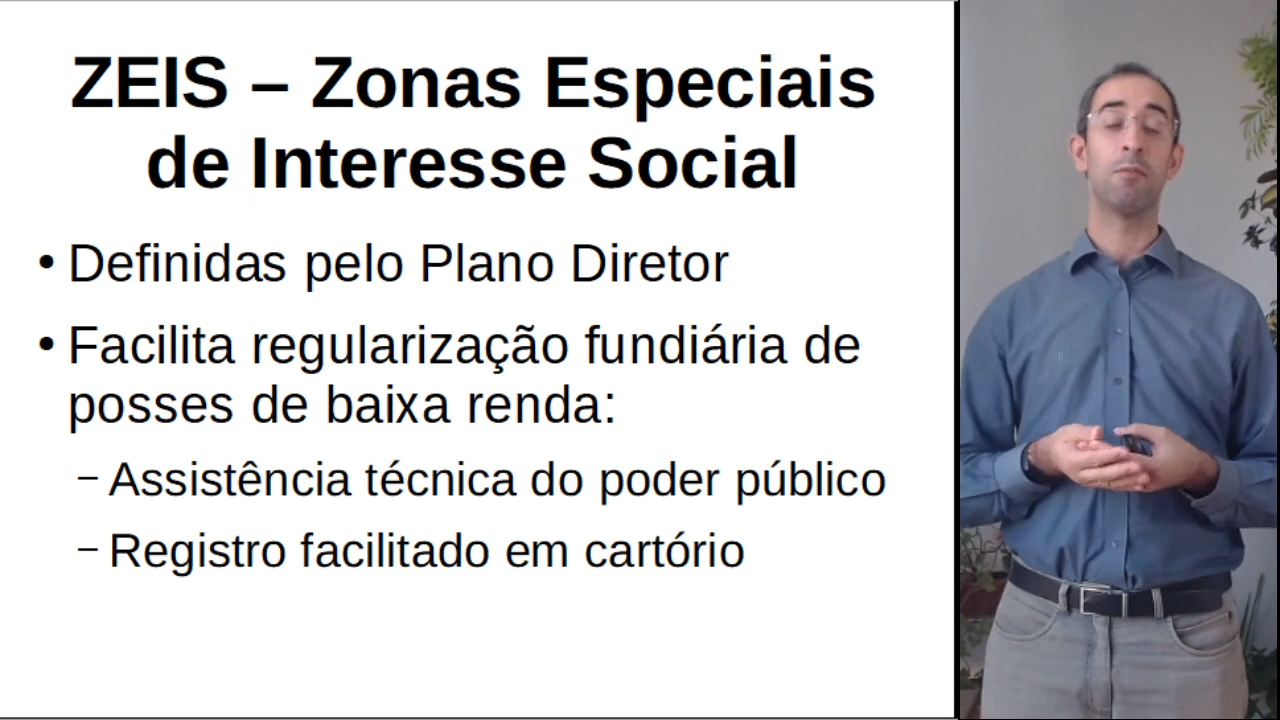 ZEIS – Zonas Especiais
de Interesse Social
• Definidas pelo Plano Diretor
• Facilita regularização fundiária de
posses de baixa renda:
– Assistência técnica do poder público
– Registro facilitado em cartório